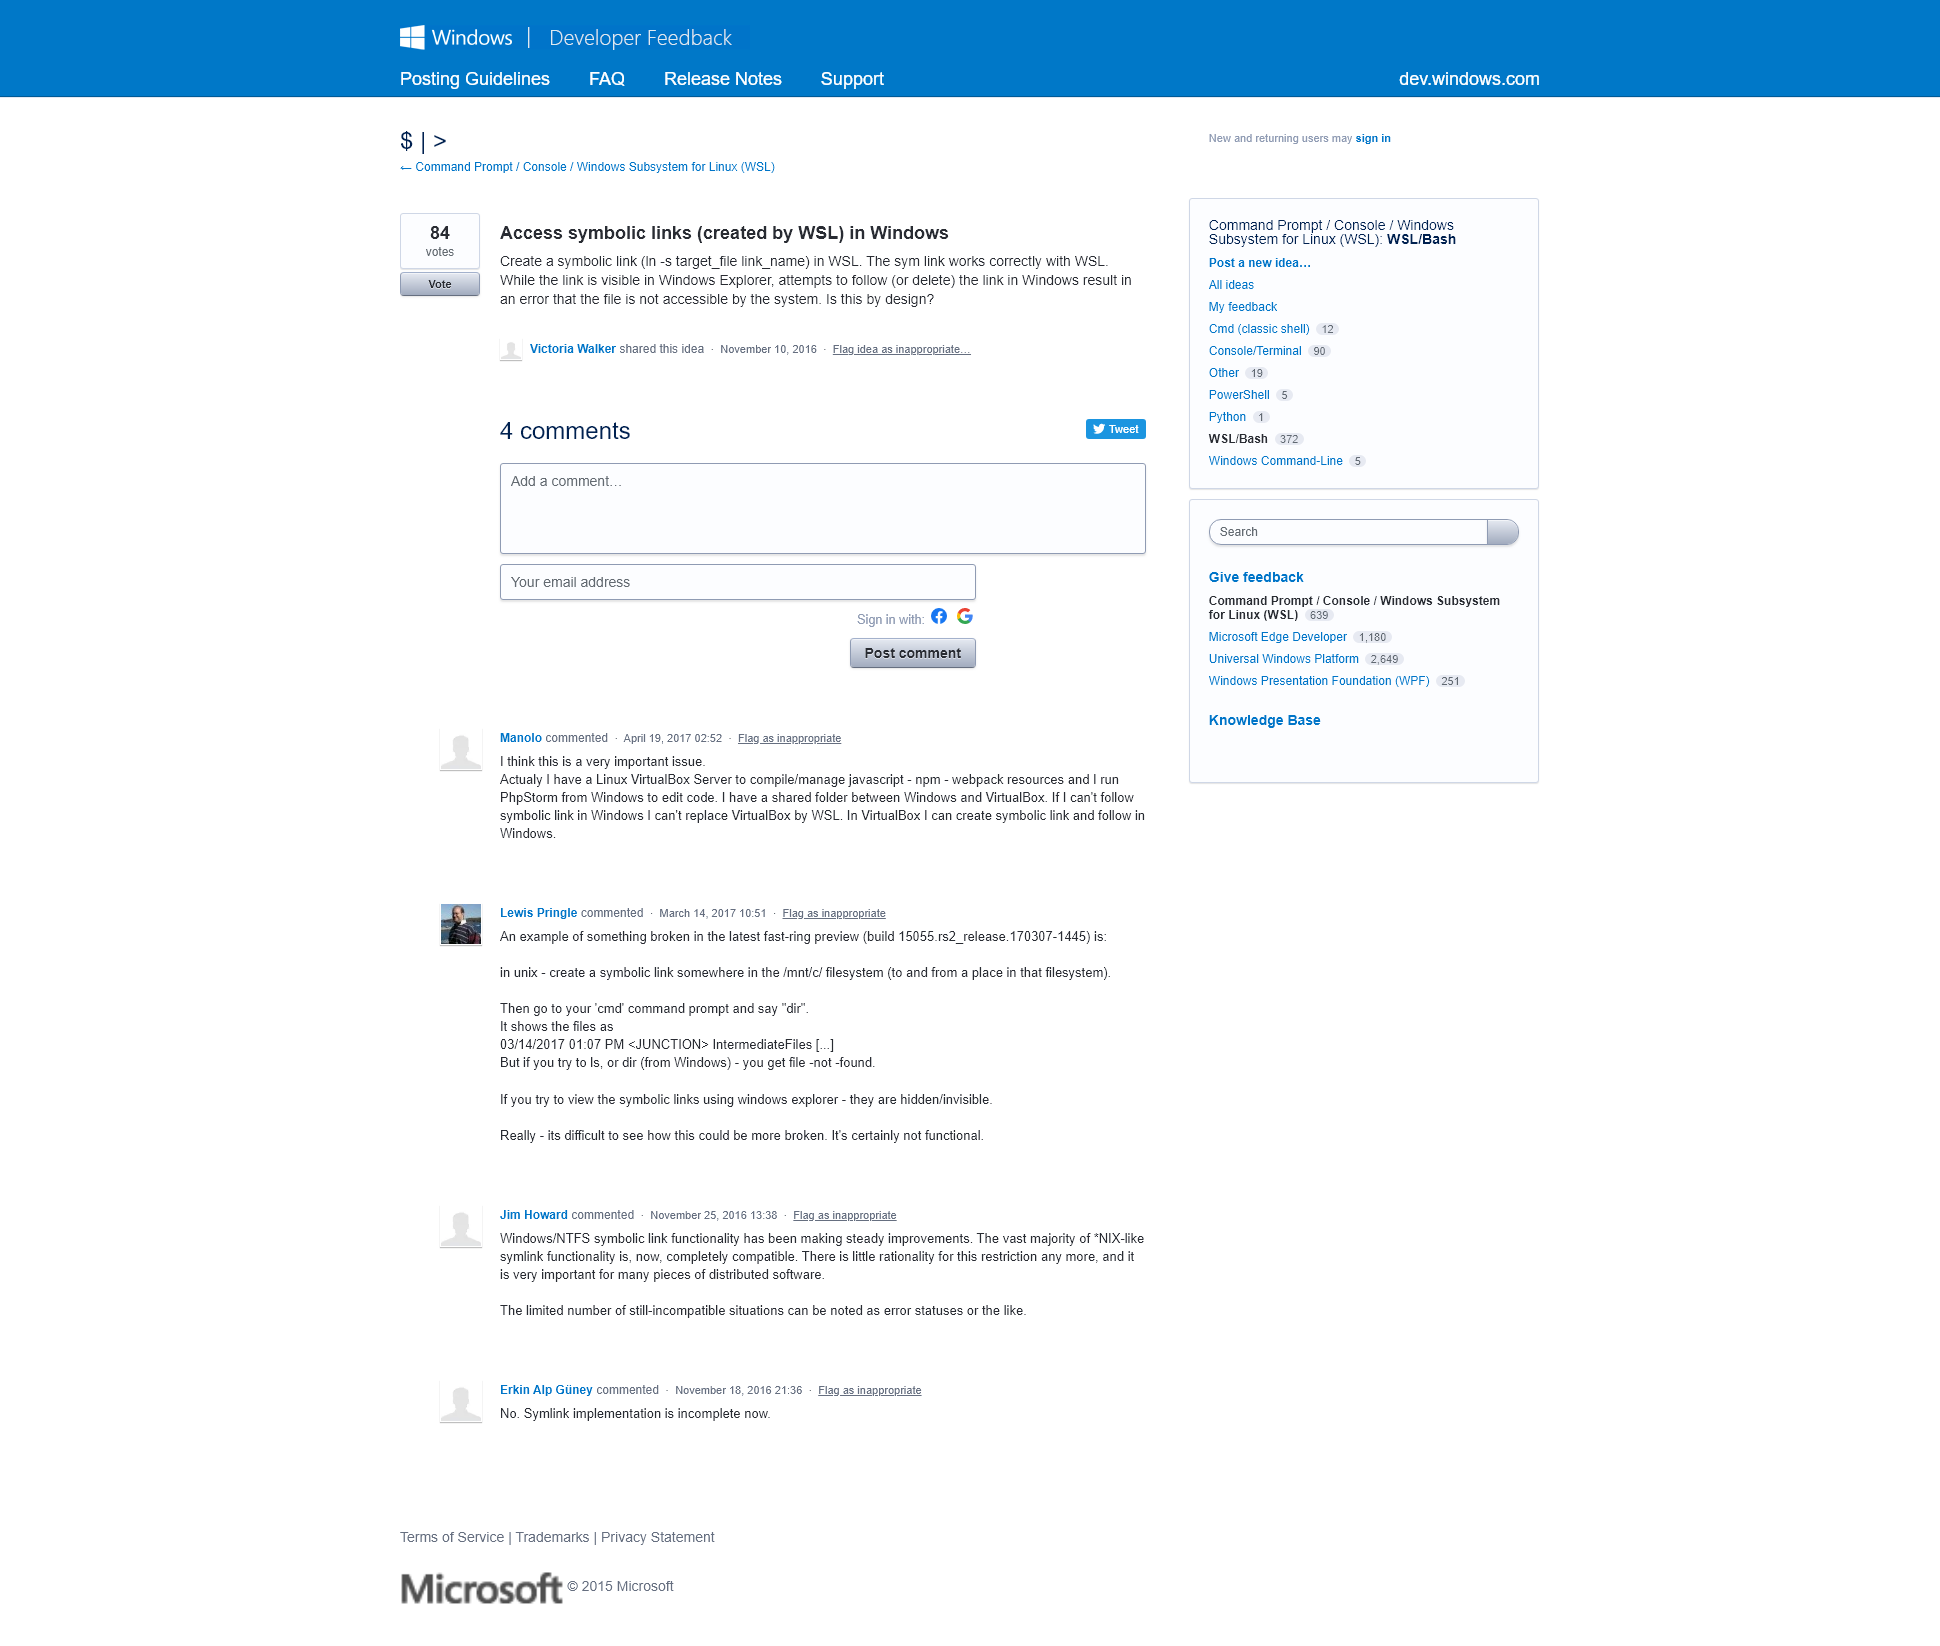 Windows | Developer Feedback
Posting Guidelines FAQ Release Notes Support dev.windows.com
$ | >
← Command Prompt / Console / Windows Subsystem for Linux (WSL)
84
votes
Vote
Access symbolic links (created by WSL) in Windows
Create a symbolic link (ln -s target_file link_name) in WSL. The sym link works correctly with WSL.
While the link is visible in Windows Explorer, attempts to follow (or delete) the link in Windows result in
an error that the file is not accessible by the system. Is this by design?
Victoria Walker shared this idea · November 10, 2016 · Flag idea as inappropriate…
4 comments
Tweet
Add a comment…
Your email address
Sign in with:
Post comment
Manolo commented · April 19, 2017 02:52 · Flag as inappropriate
I think this is a very important issue.
Actualy I have a Linux VirtualBox Server to compile/manage javascript - npm - webpack resources and I run
PhpStorm from Windows to edit code. I have a shared folder between Windows and VirtualBox. If I can't follow
symbolic link in Windows I can't replace VirtualBox by WSL. In VirtualBox I can create symbolic link and follow in
Windows.
Lewis Pringle commented · March 14, 2017 10:51 · Flag as inappropriate
An example of something broken in the latest fast-ring preview (build 15055.rs2_release.170307-1445) is:
in unix - create a symbolic link somewhere in the /mnt/c/ filesystem (to and from a place in that filesystem).
Then go to your 'cmd' command prompt and say "dir".
It shows the files as
03/14/2017 01:07 PM <JUNCTION> IntermediateFiles [...]
But if you try to ls, or dir (from Windows) - you get file -not -found.
If you try to view the symbolic links using windows explorer - they are hidden/invisible.
Really - its difficult to see how this could be more broken. It's certainly not functional.
Jim Howard commented · November 25, 2016 13:38 · Flag as inappropriate
Windows/NTFS symbolic link functionality has been making steady improvements. The vast majority of *NIX-like
symlink functionality is, now, completely compatible. There is little rationality for this restriction any more, and it
is very important for many pieces of distributed software.
The limited number of still-incompatible situations can be noted as error statuses or the like.
Erkin Alp Güney commented · November 18, 2016 21:36 · Flag as inappropriate
No. Symlink implementation is incomplete now.
New and returning users may sign in
Command Prompt / Console / Windows
Subsystem for Linux (WSL): WSL/Bash
Post a new idea…
All ideas
My feedback
Cmd (classic shell) 12
Console/Terminal 90
Other 19
PowerShell 5
Python 1
WSL/Bash 372
Windows Command-Line 5
Search
Give feedback
Command Prompt / Console / Windows Subsystem
for Linux (WSL) 639
Microsoft Edge Developer 1,180
Universal Windows Platform 2,649
Windows Presentation Foundation (WPF) 251
Knowledge Base
Terms of Service | Trademarks | Privacy Statement
Microsoft © 2015 Microsoft